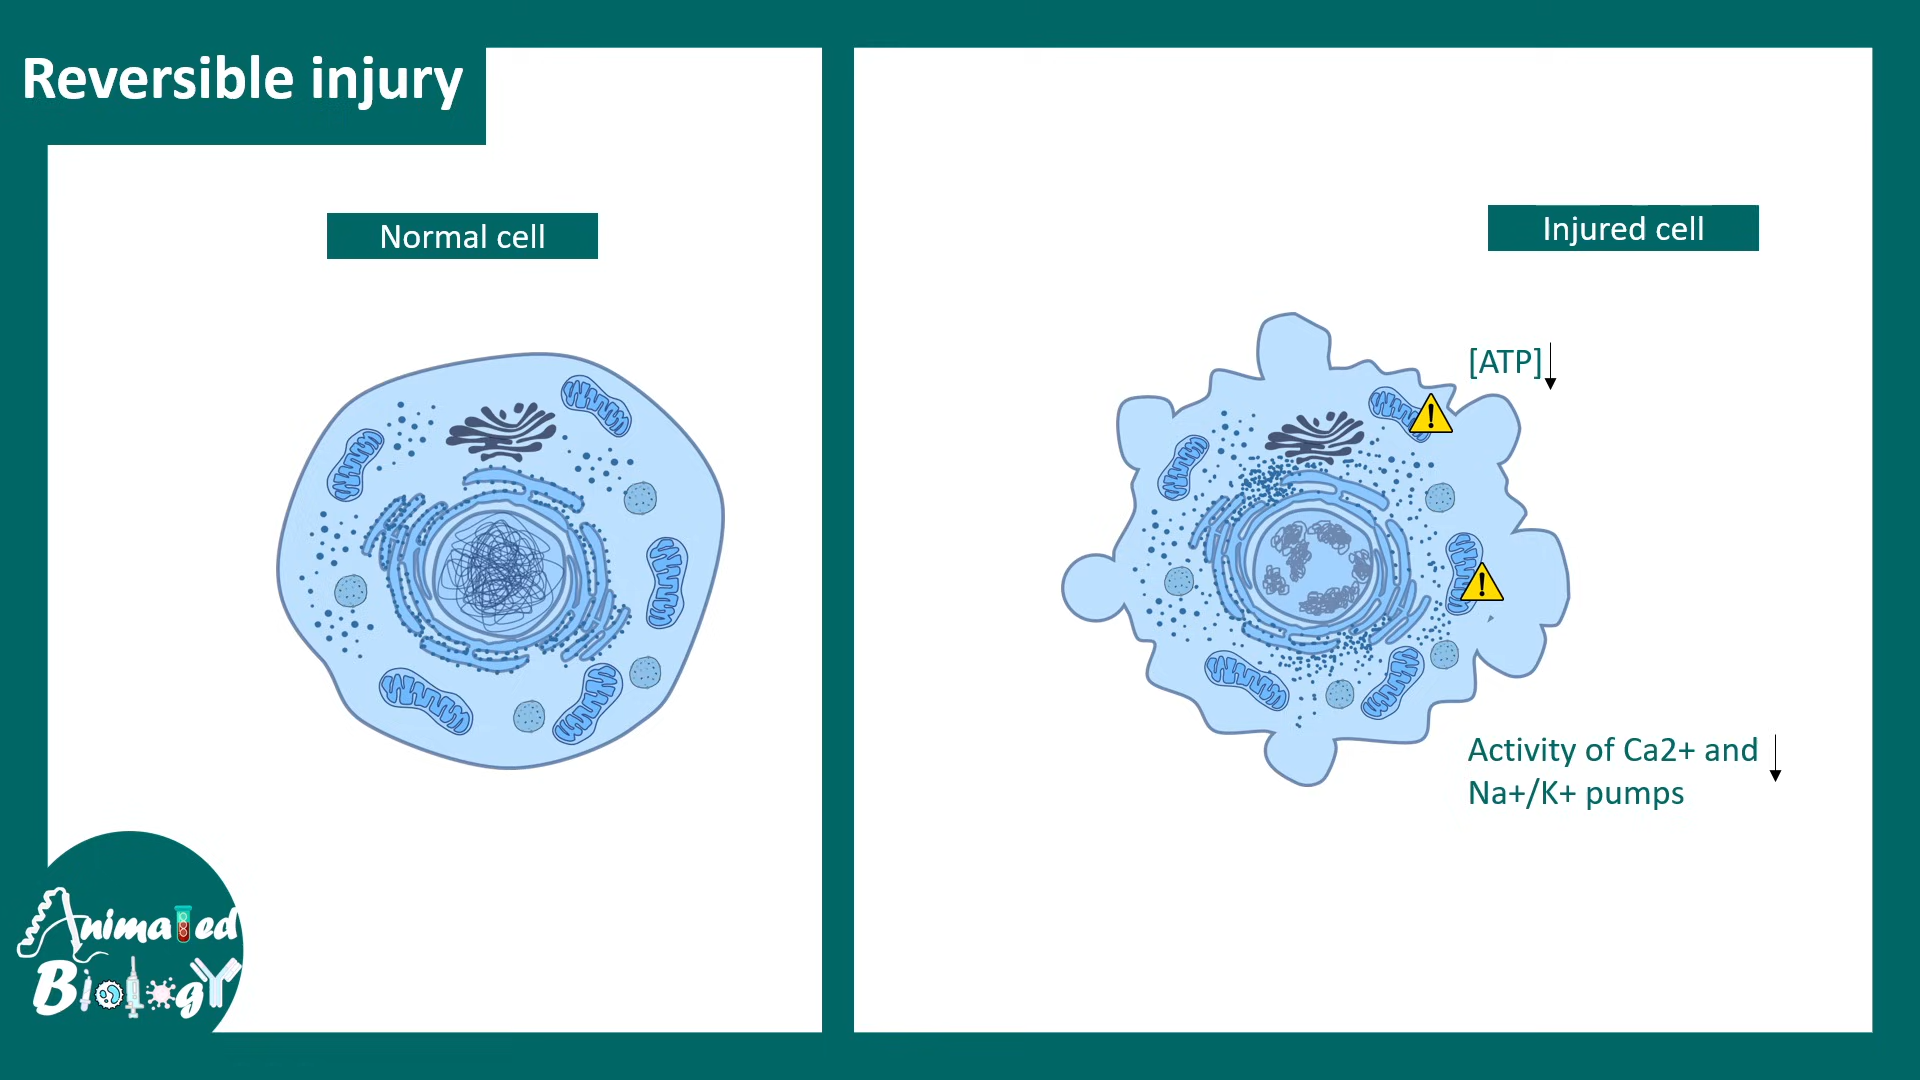 Reversible injury
Normal cell
Injured cell
[ATP]
Activity of Ca2+ and
Na+/K+ pumps
Animated
Biology